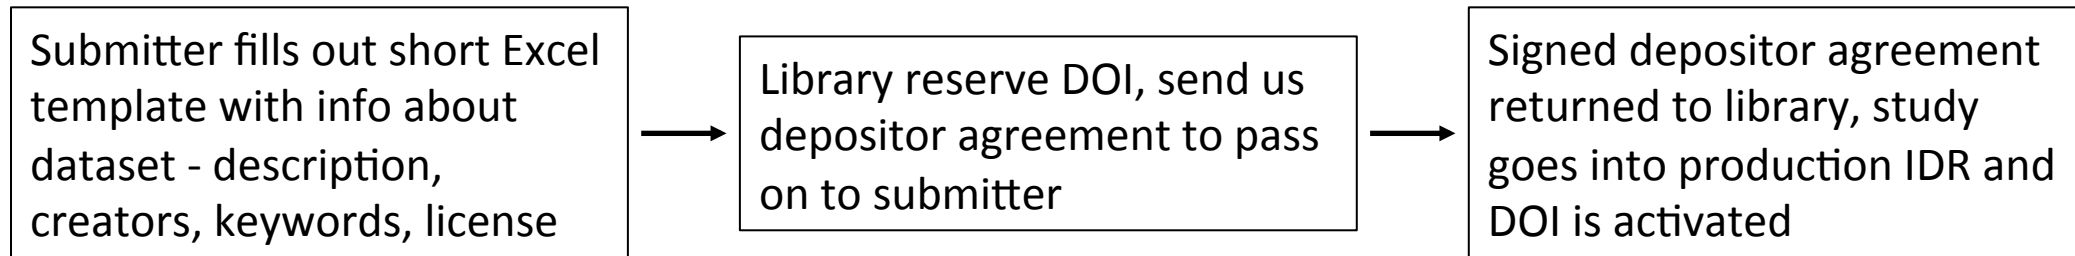 Submitter fills out short Excel
template with info about
dataset - description,
creators, keywords, license
Library reserve DOI, send us
depositor agreement to pass
on to submitter
Signed depositor agreement
returned to library, study
goes into production IDR and
DOI is activated